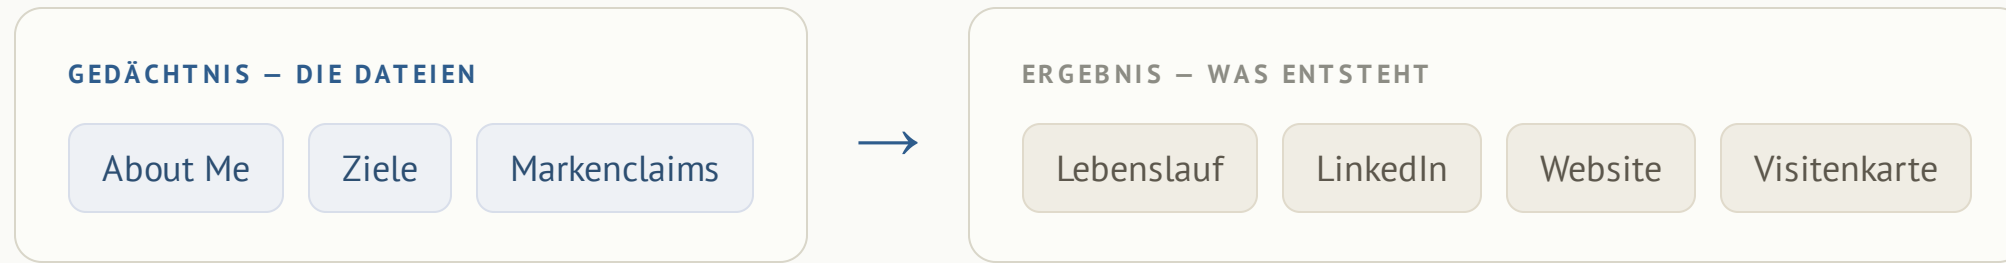 GEDÄCHTNIS — DIE DATEIEN
About Me
Ziele
Markenclaims
→
ERGEBNIS — WAS ENTSTEHT
Lebenslauf
LinkedIn
Website
Visitenkarte